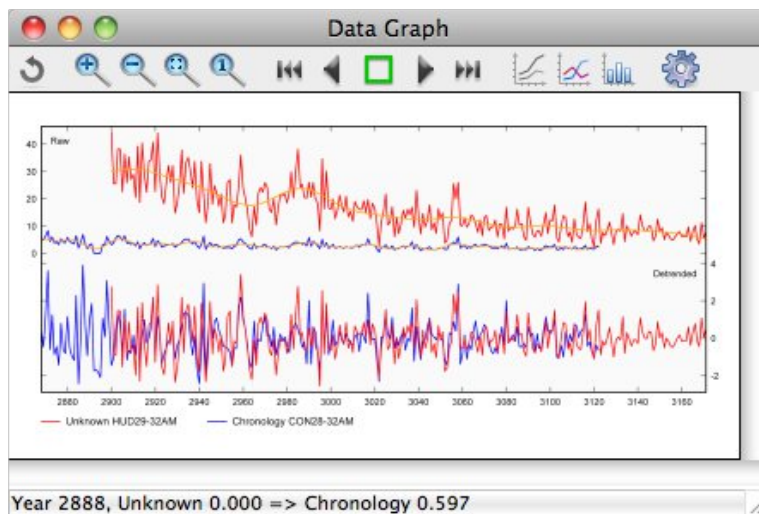 Data Graph
1
40
Raw
30
20
10
0
4
Detrended
2
0
-2
2880 2900 2920 2940 2960 2980 3000 3020 3040 3060 3080 3100 3120 3140 3160
Unknown HUD29-32AM Chronology CON28-32AM
Year 2888, Unknown 0.000 => Chronology 0.597